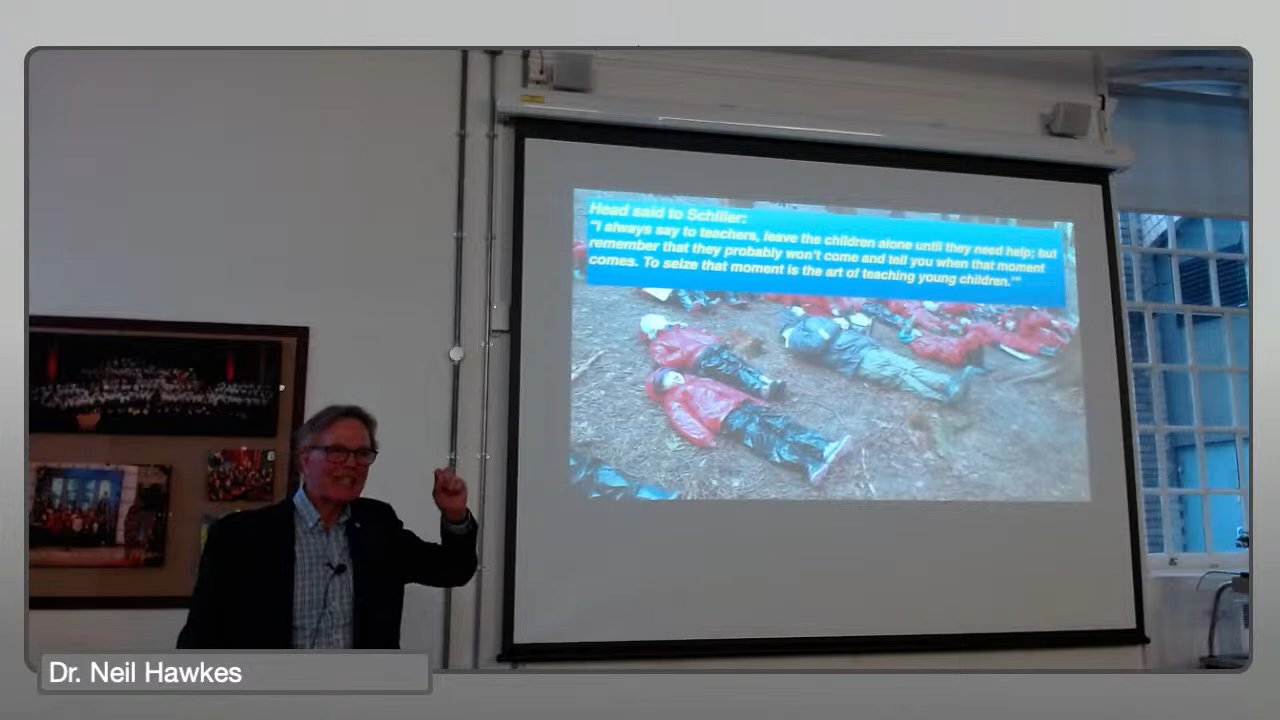 Head said to Schiller:
"I always say to teachers, leave the children alone until they need help; but
remember that they probably won't come and tell you when that moment
comes. To seize that moment is the art of teaching young children.'"
Dr. Neil Hawkes